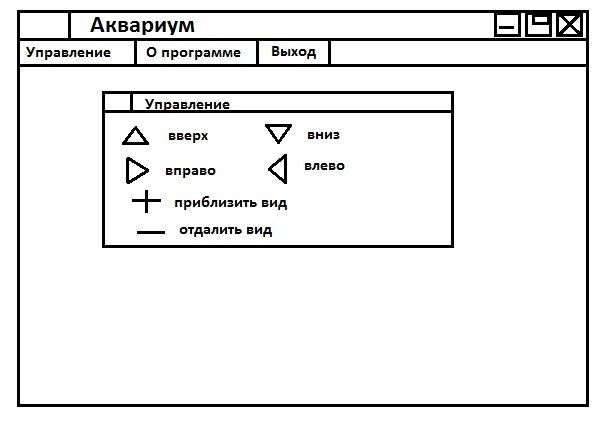 Аквариум
Управление О программе Выход
Управление
вверх вниз
вправо влево
приблизить вид
отдалить вид